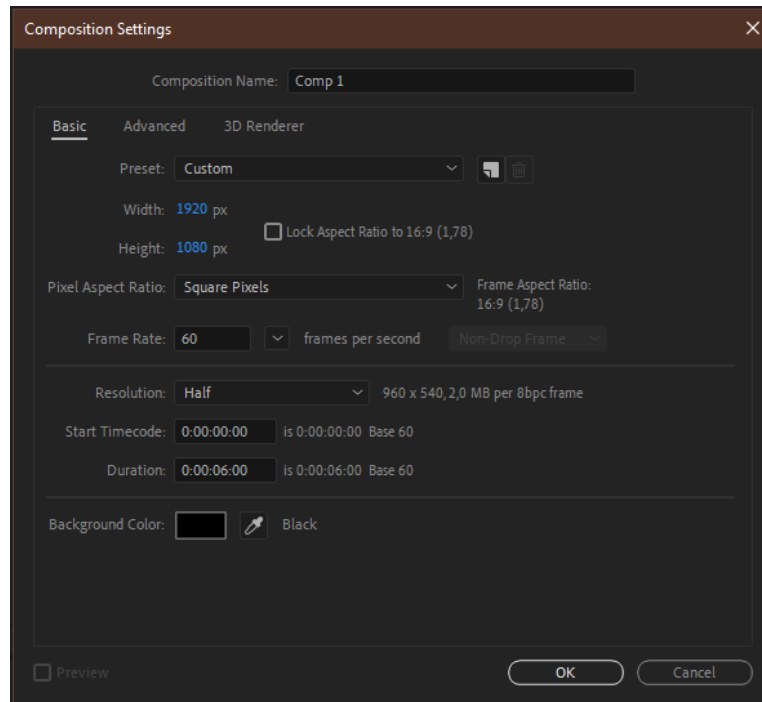 Composition Settings
Composition Name: Comp 1
Basic Advanced 3D Renderer
Preset: Custom
Width: 1920 px
Lock Aspect Ratio to 16:9 (1,78)
Height: 1080 px
Pixel Aspect Ratio: Square Pixels
Frame Aspect Ratio:
16:9 (1,78)
Frame Rate: 60 frames per second Non-Drop Frame
Resolution: Half 960 x 540, 2,0 MB per 8bpc frame
Start Timecode: 0:00:00:00 is 0:00:00:00 Base 60
Duration: 0:00:06:00 is 0:00:06:00 Base 60
Background Color: Black
Preview OK Cancel